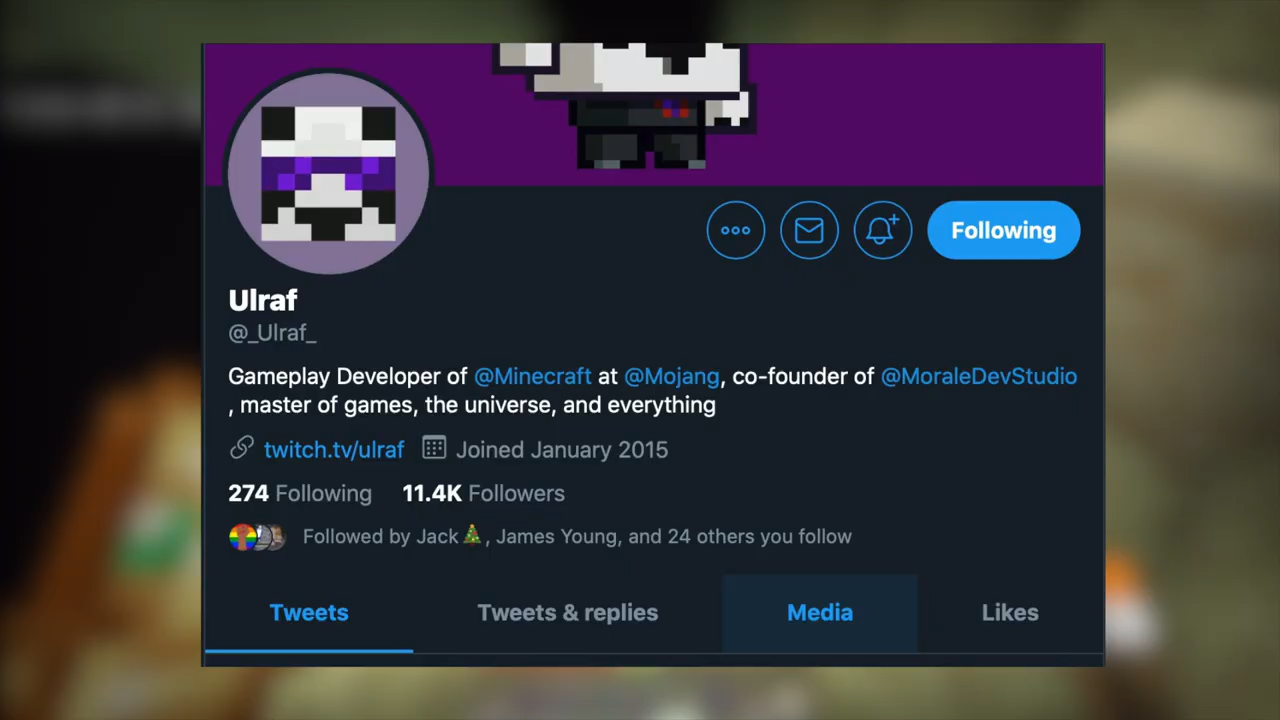 Following
Ulraf
@_Ulraf_
Gameplay Developer of @Minecraft at @Mojang, co-founder of @MoraleDevStudio
, master of games, the universe, and everything
twitch.tv/ulraf Joined January 2015
274 Following 11.4K Followers
Followed by Jack🎄, James Young, and 24 others you follow
Tweets Tweets & replies Media Likes